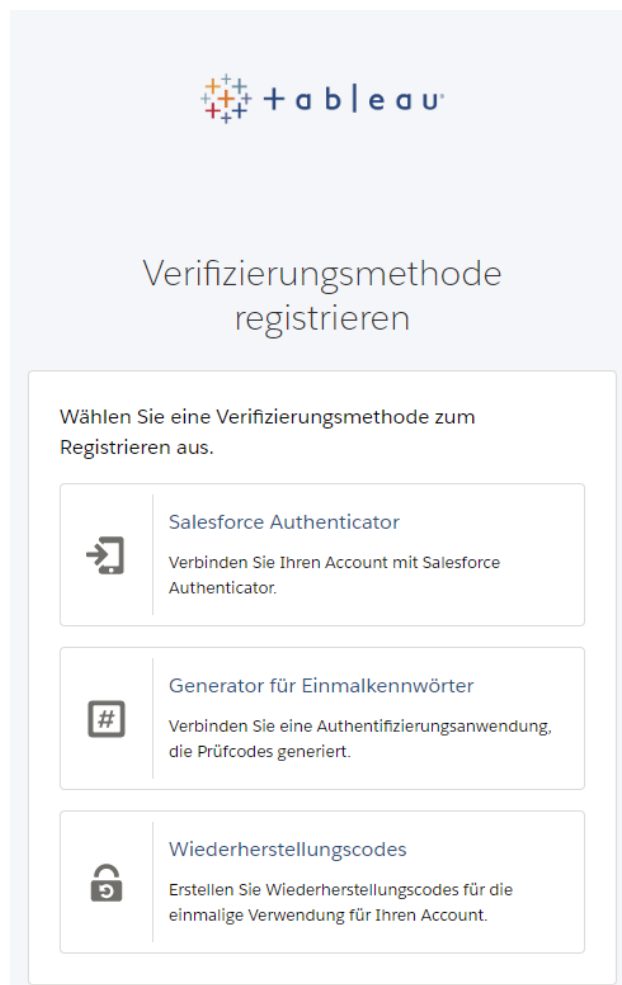 + a b l e a u
Verifizierungsmethode
registrieren
Wählen Sie eine Verifizierungsmethode zum
Registrieren aus.
Salesforce Authenticator
Verbinden Sie Ihren Account mit Salesforce
Authenticator.
#
Generator für Einmalkennwörter
Verbinden Sie eine Authentifizierungsanwendung,
die Prüfcodes generiert.
Wiederherstellungscodes
Erstellen Sie Wiederherstellungscodes für die
einmalige Verwendung für Ihren Account.